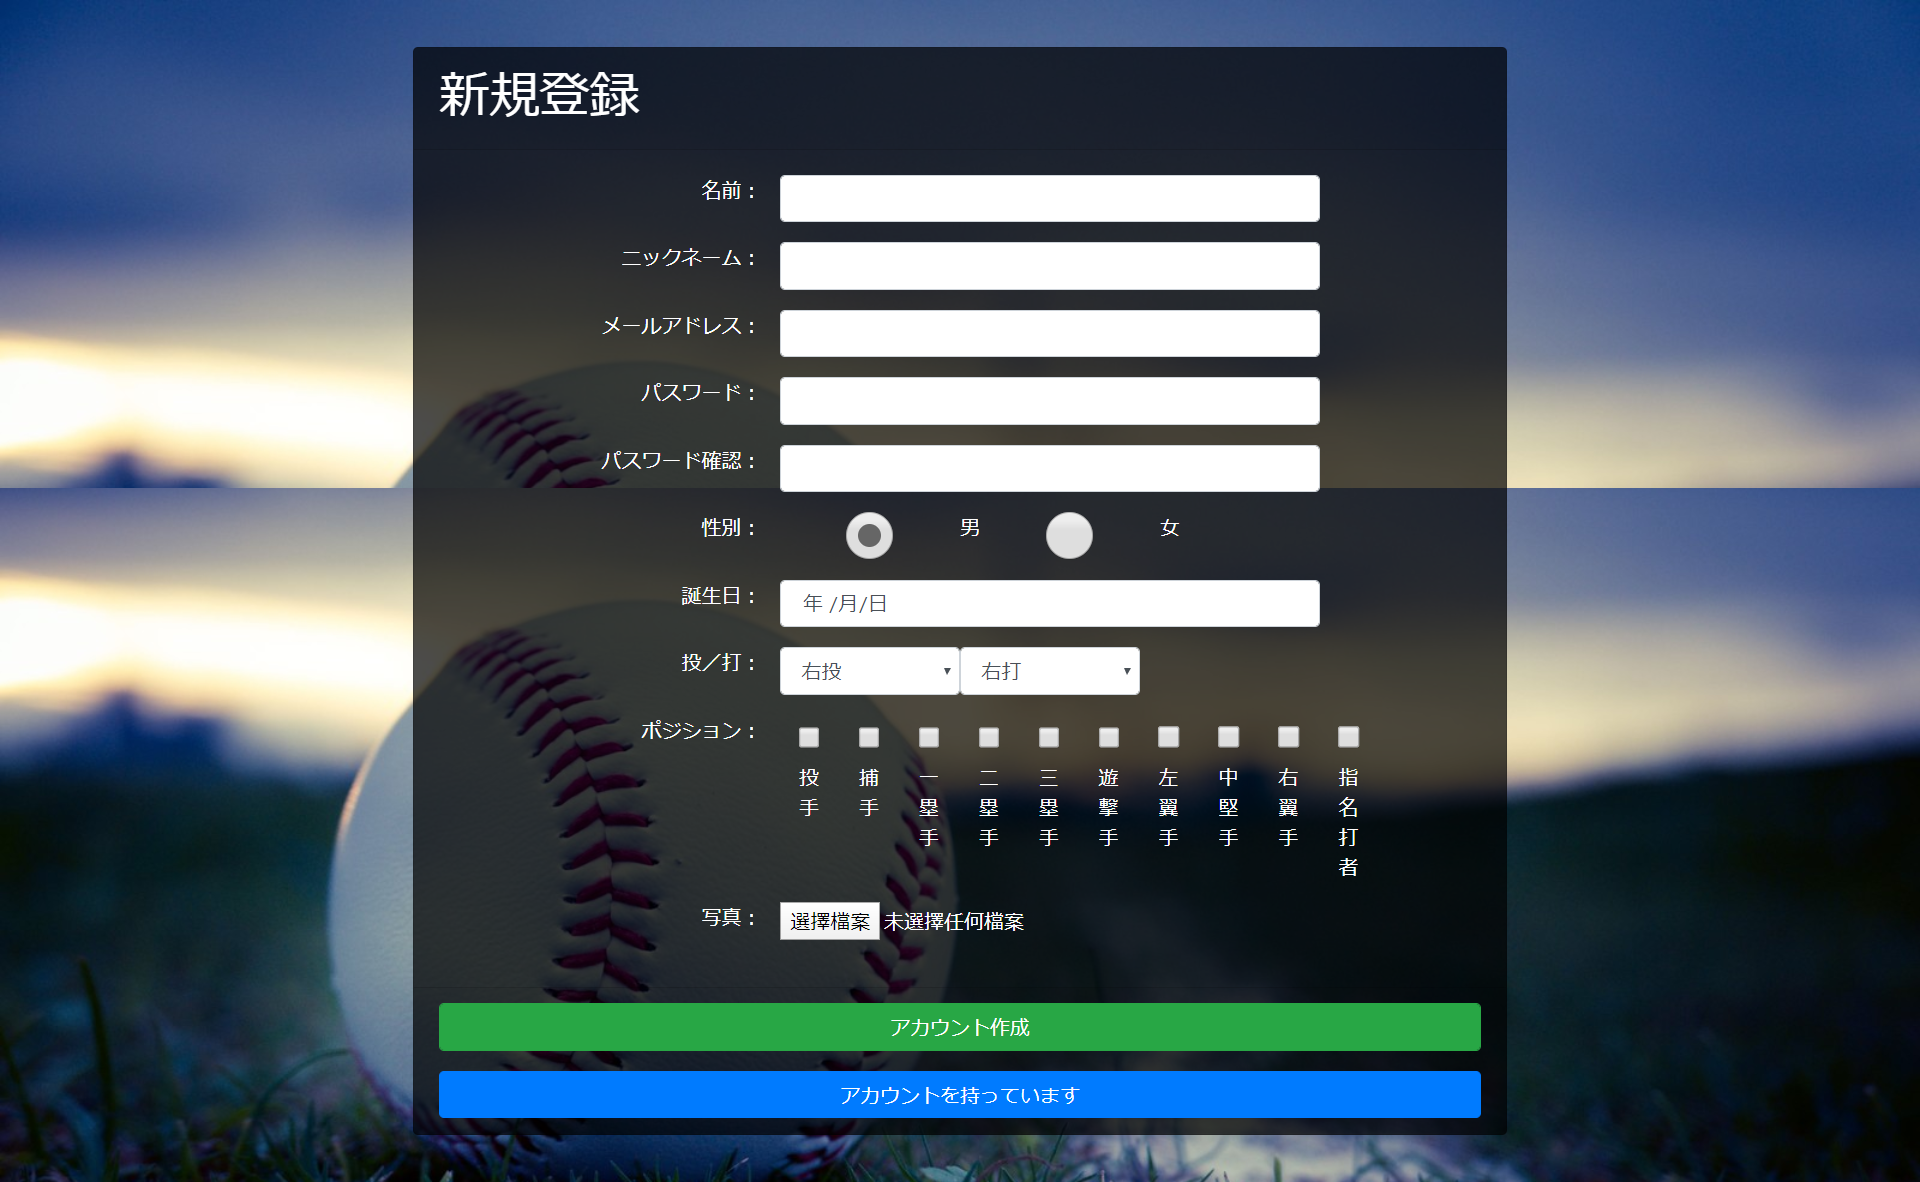 新規登録
名前：
ニックネーム：
メールアドレス：
パスワード：
パスワード確認：
性別： 男 女
誕生日： 年 /月/日
投／打： 右投 右打
ポジション：
投手 捕手 一塁手 二塁手 三塁手 遊撃手 左翼手 中堅手 右翼手 指名打者
写真： 選擇檔案 未選擇任何檔案
アカウント作成
アカウントを持っています